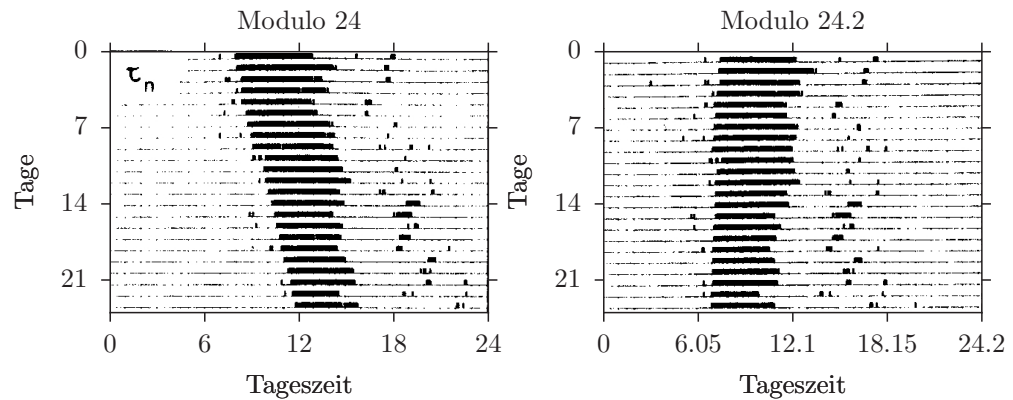 Modulo 24
Modulo 24.2
τn
Tage
0
7
14
21
0 6 12 18 24
Tageszeit
Tage
0
7
14
21
0 6.05 12.1 18.15 24.2
Tageszeit